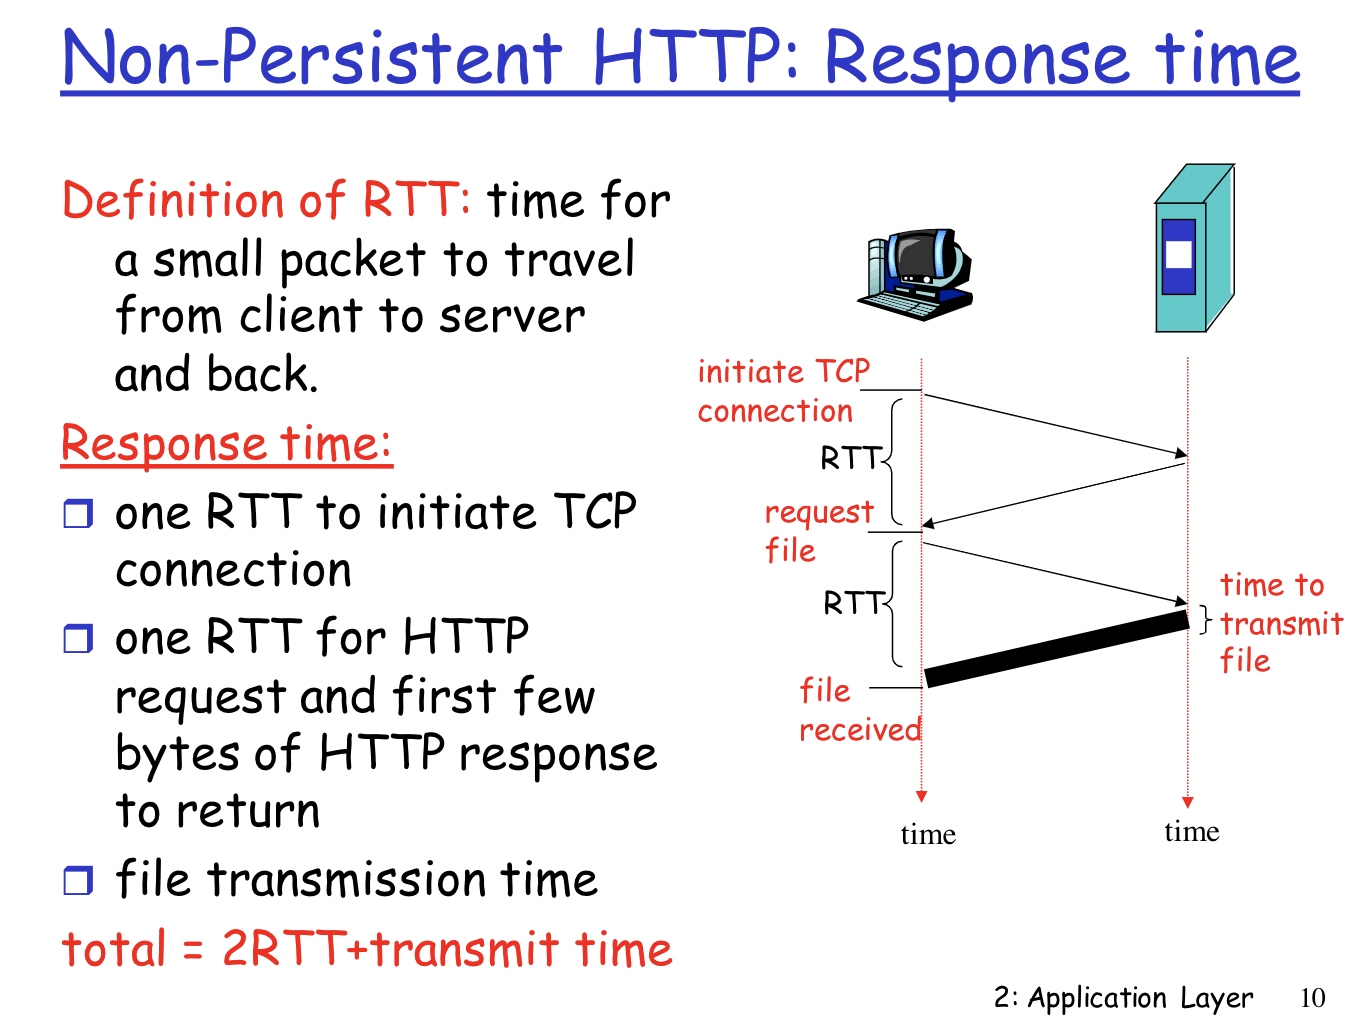 Non-Persistent HTTP: Response time
Definition of RTT: time for
a small packet to travel
from client to server
and back.
Response time:
one RTT to initiate TCP
connection
one RTT for HTTP
request and first few
bytes of HTTP response
to return
file transmission time
total = 2RTT+transmit time
initiate TCP
connection
RTT
request
file
RTT
time to
transmit
file
file
received
time
time
2: Application Layer 10